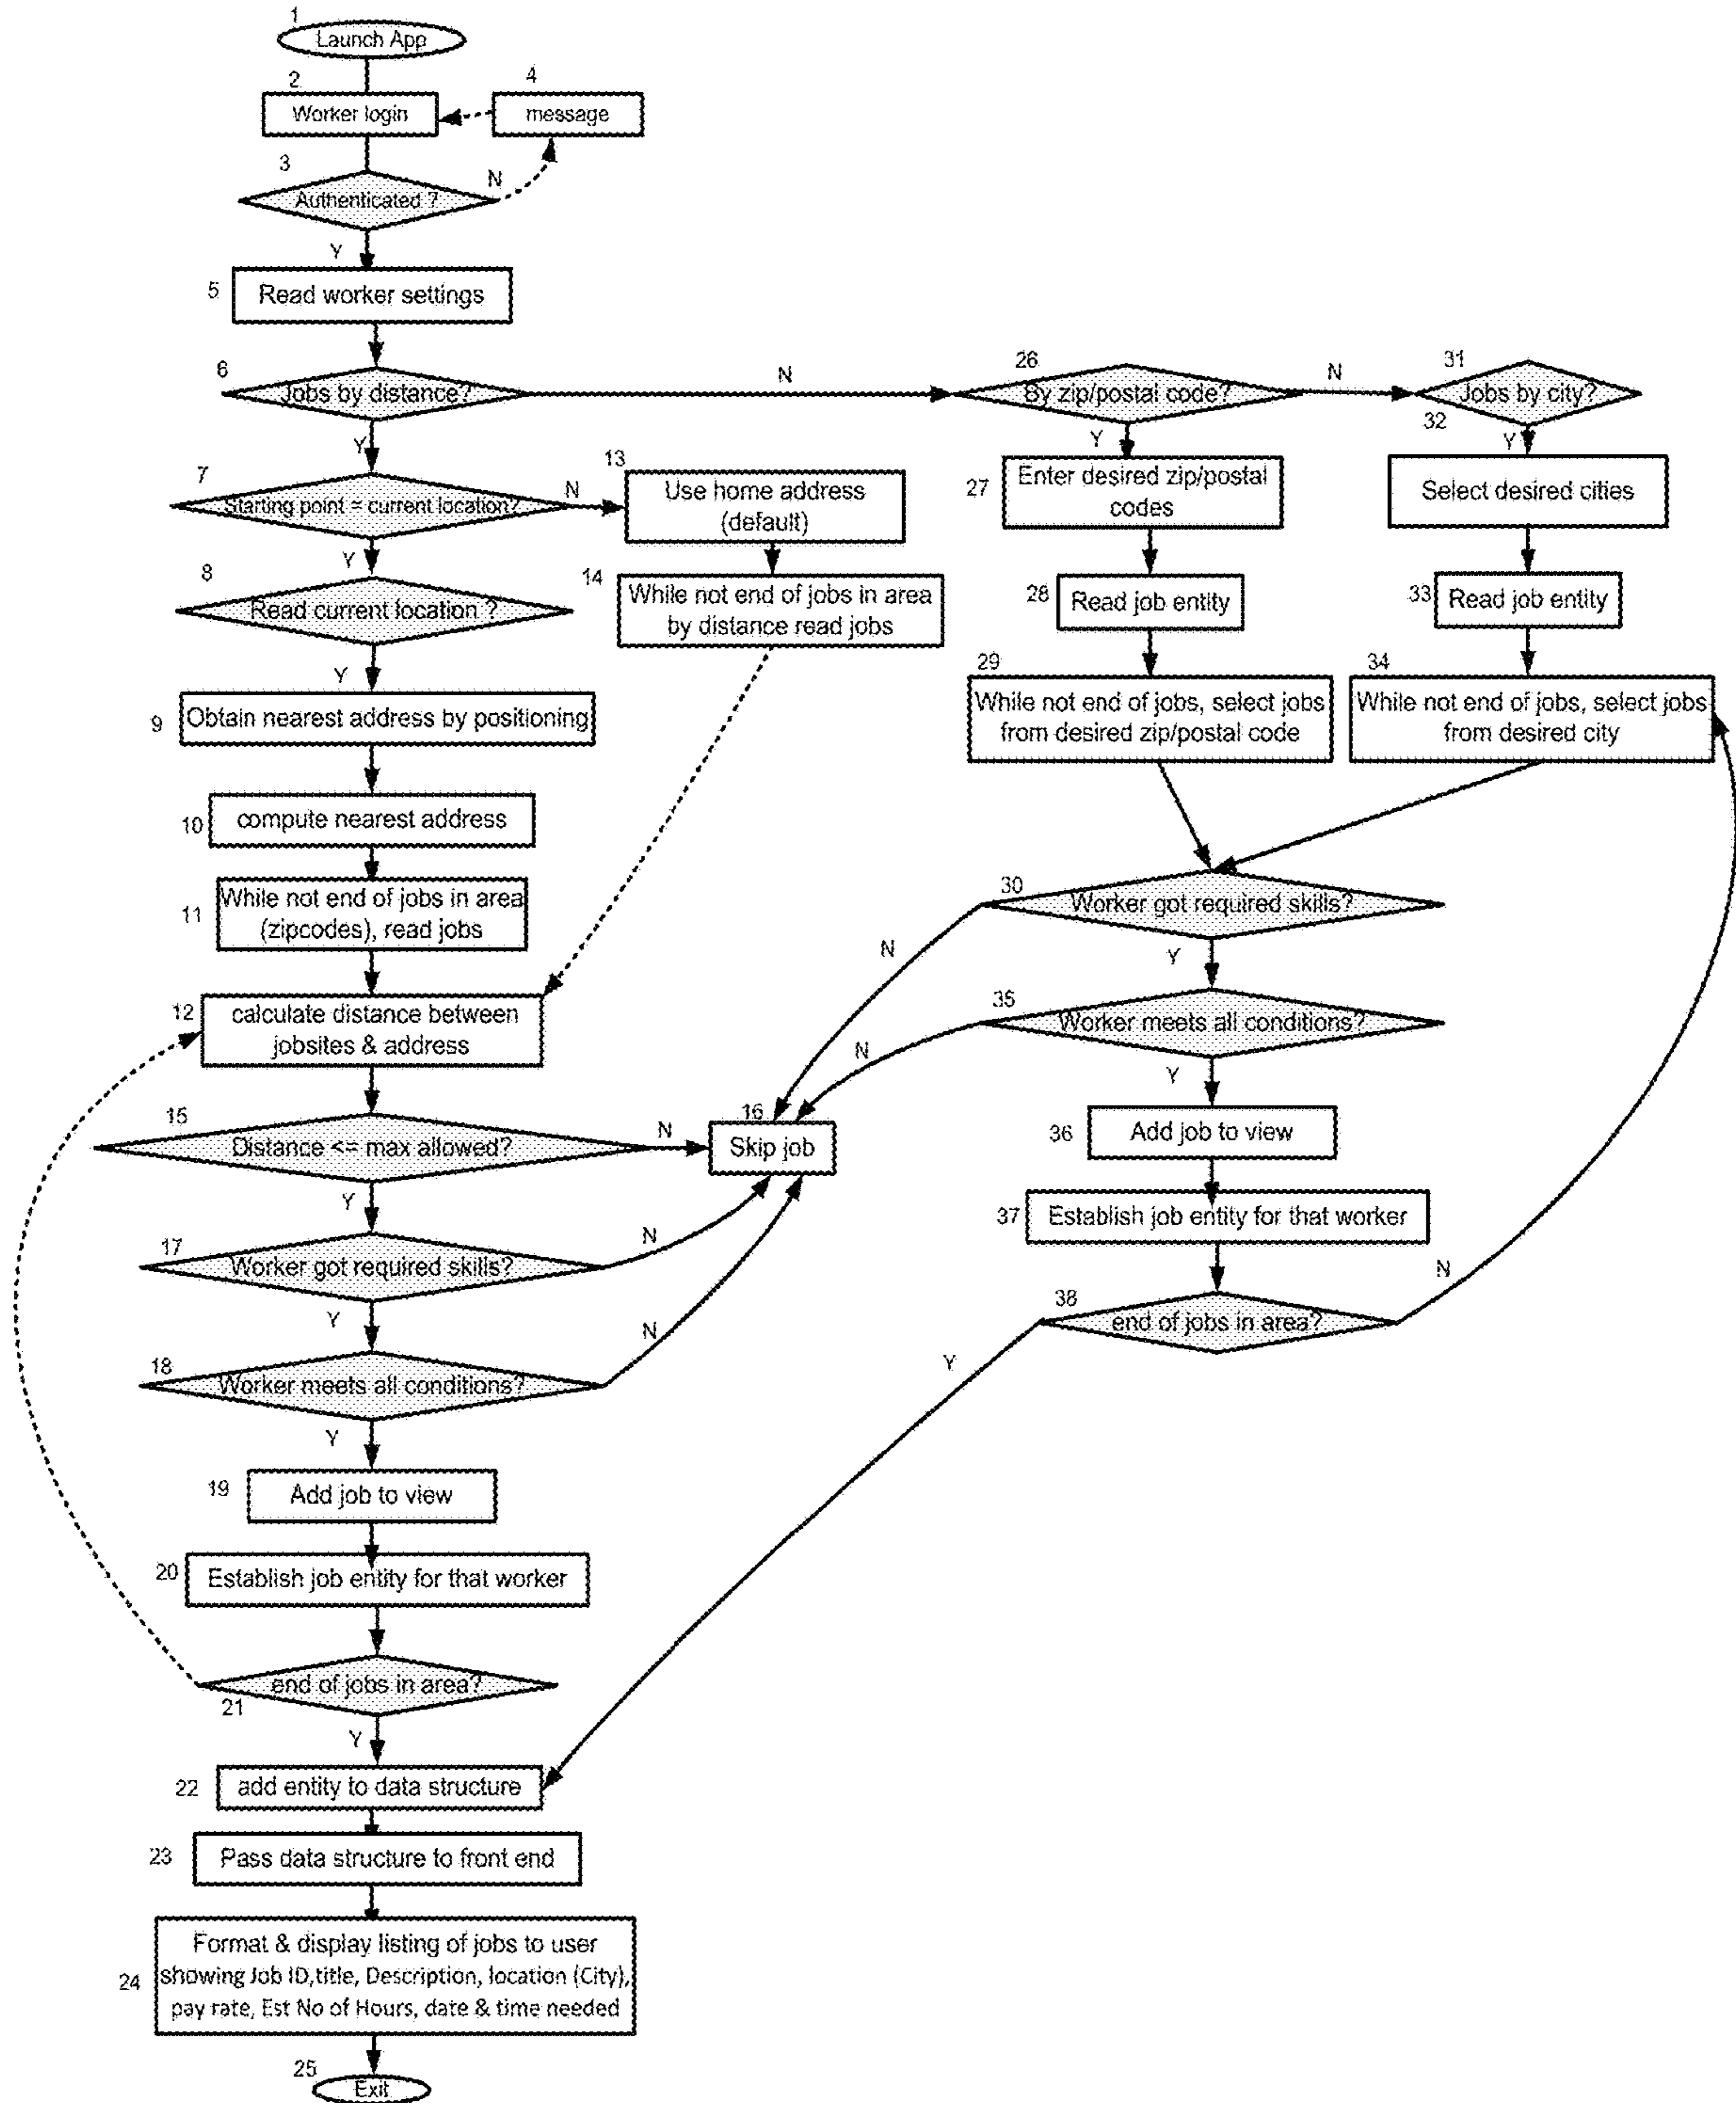 1
Launch App
2
Worker login
4
message
3
Authenticated ?
N
Y
5
Read worker settings
6
Jobs by distance?
N
26
By zip/postal code?
N
31
Jobs by city?
32
Y
Y
Y
7
Starting point = current location?
N
13
Use home address
(default)
27
Enter desired zip/postal
codes
Select desired cities
Y
8
Read current location ?
14
While not end of jobs in area
by distance read jobs
28
Read job entity
33
Read job entity
Y
9
Obtain nearest address by positioning
29
While not end of jobs, select jobs
from desired zip/postal code
34
While not end of jobs, select jobs
from desired city
10
compute nearest address
11
While not end of jobs in area
(zipcodes), read jobs
30
Worker got required skills?
N
Y
12
calculate distance between
jobsites & address
35
Worker meets all conditions?
N
Y
15
Distance <= max allowed?
N
16
Skip job
36
Add job to view
Y
17
Worker got required skills?
N
37
Establish job entity for that worker
Y
N
18
Worker meets all conditions?
N
38
end of jobs in area?
Y
Y
19
Add job to view
20
Establish job entity for that worker
end of jobs in area?
21
Y
22
add entity to data structure
23
Pass data structure to front end
24
Format & display listing of jobs to user
showing Job ID,title, Description, location (City),
pay rate, Est No of Hours, date & time needed
25
Exit